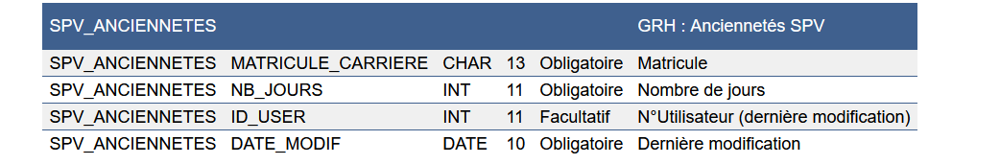 SPV_ANCIENNETES GRH : Anciennetés SPV
SPV_ANCIENNETES MATRICULE_CARRIERE CHAR 13 Obligatoire Matricule
SPV_ANCIENNETES NB_JOURS INT 11 Obligatoire Nombre de jours
SPV_ANCIENNETES ID_USER INT 11 Facultatif N°Utilisateur (dernière modification)
SPV_ANCIENNETES DATE_MODIF DATE 10 Obligatoire Dernière modification